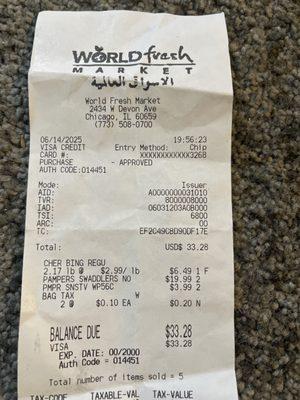 WORLD fresh
MARKET
الاسواق العالمية
World Fresh Market
2434 W Devon Ave
Chicago, IL 60659
(773) 508-0700
06/14/2025 19:56:23
VISA CREDIT Entry Method: Chip
CARD #: XXXXXXXXXXXX3268
PURCHASE - APPROVED
AUTH CODE:014451
Mode: Issuer
AID: A0000000031010
TVR: 8000008000
IAD: 06031203A0B000
TSI: 6800
ARC: 00
TC: EF2C49C8D90DF17E
Total: USD$ 33.28
CHER BING REGU
2.17 lb @ $2.99/ lb $6.49 1 F
PAMPERS SWADDLERS NO $19.99 2
PMPR SNSTV WP56C $3.99 2
BAG TAX W
2 @ $0.10 EA $0.20 N
BALANCE DUE $33.28
VISA $33.28
EXP. DATE: 00/2000
Auth Code = 014451
Total number of items sold = 5
TAX-CODE TAXABLE-VAL TAX-VALUE